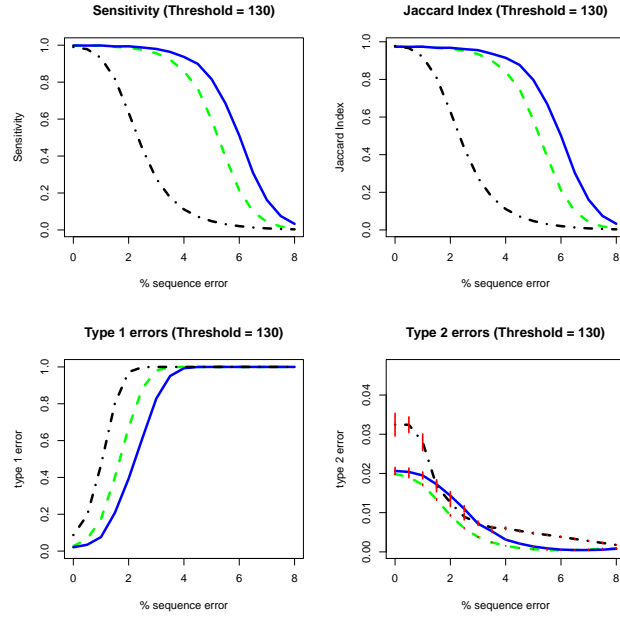 Sensitivity (Threshold = 130)
Sensitivity
0.0 0.2 0.4 0.6 0.8 1.0
0 2 4 6 8
% sequence error
Jaccard Index (Threshold = 130)
Jaccard Index
0.0 0.2 0.4 0.6 0.8 1.0
0 2 4 6 8
% sequence error
Type 1 errors (Threshold = 130)
type 1 error
0.0 0.2 0.4 0.6 0.8 1.0
0 2 4 6 8
% sequence error
Type 2 errors (Threshold = 130)
type 2 error
0.00 0.01 0.02 0.03 0.04
0 2 4 6 8
% sequence error